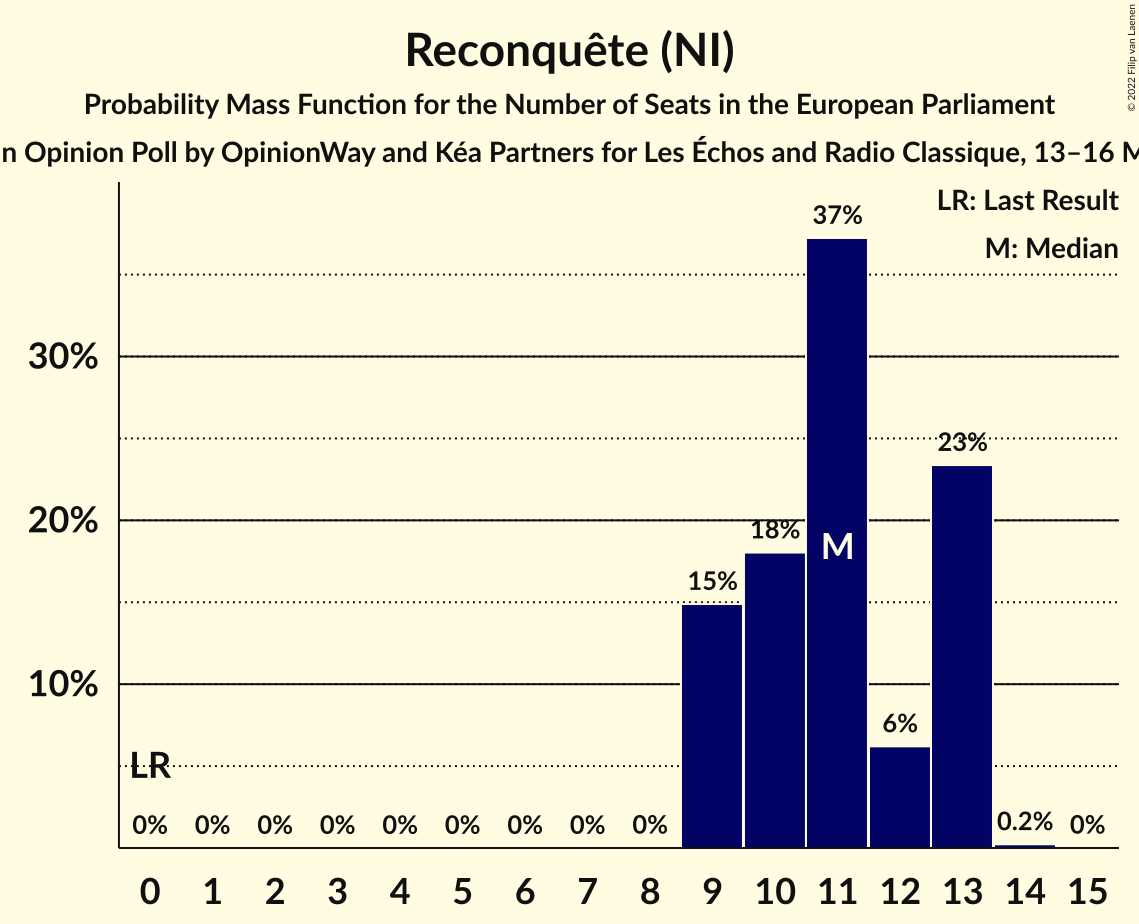 Reconquête (NI)
Probability Mass Function for the Number of Seats in the European Parliament
n Opinion Poll by OpinionWay and Kéa Partners for Les Échos and Radio Classique, 13–16 M
© 2022 Filip van Laenen
LR: Last Result
M: Median
37%
30%
23%
20%
18%
M
15%
10%
6%
LR
0% 0% 0% 0% 0% 0% 0% 0% 0% 0.2% 0%
0 1 2 3 4 5 6 7 8 9 10 11 12 13 14 15